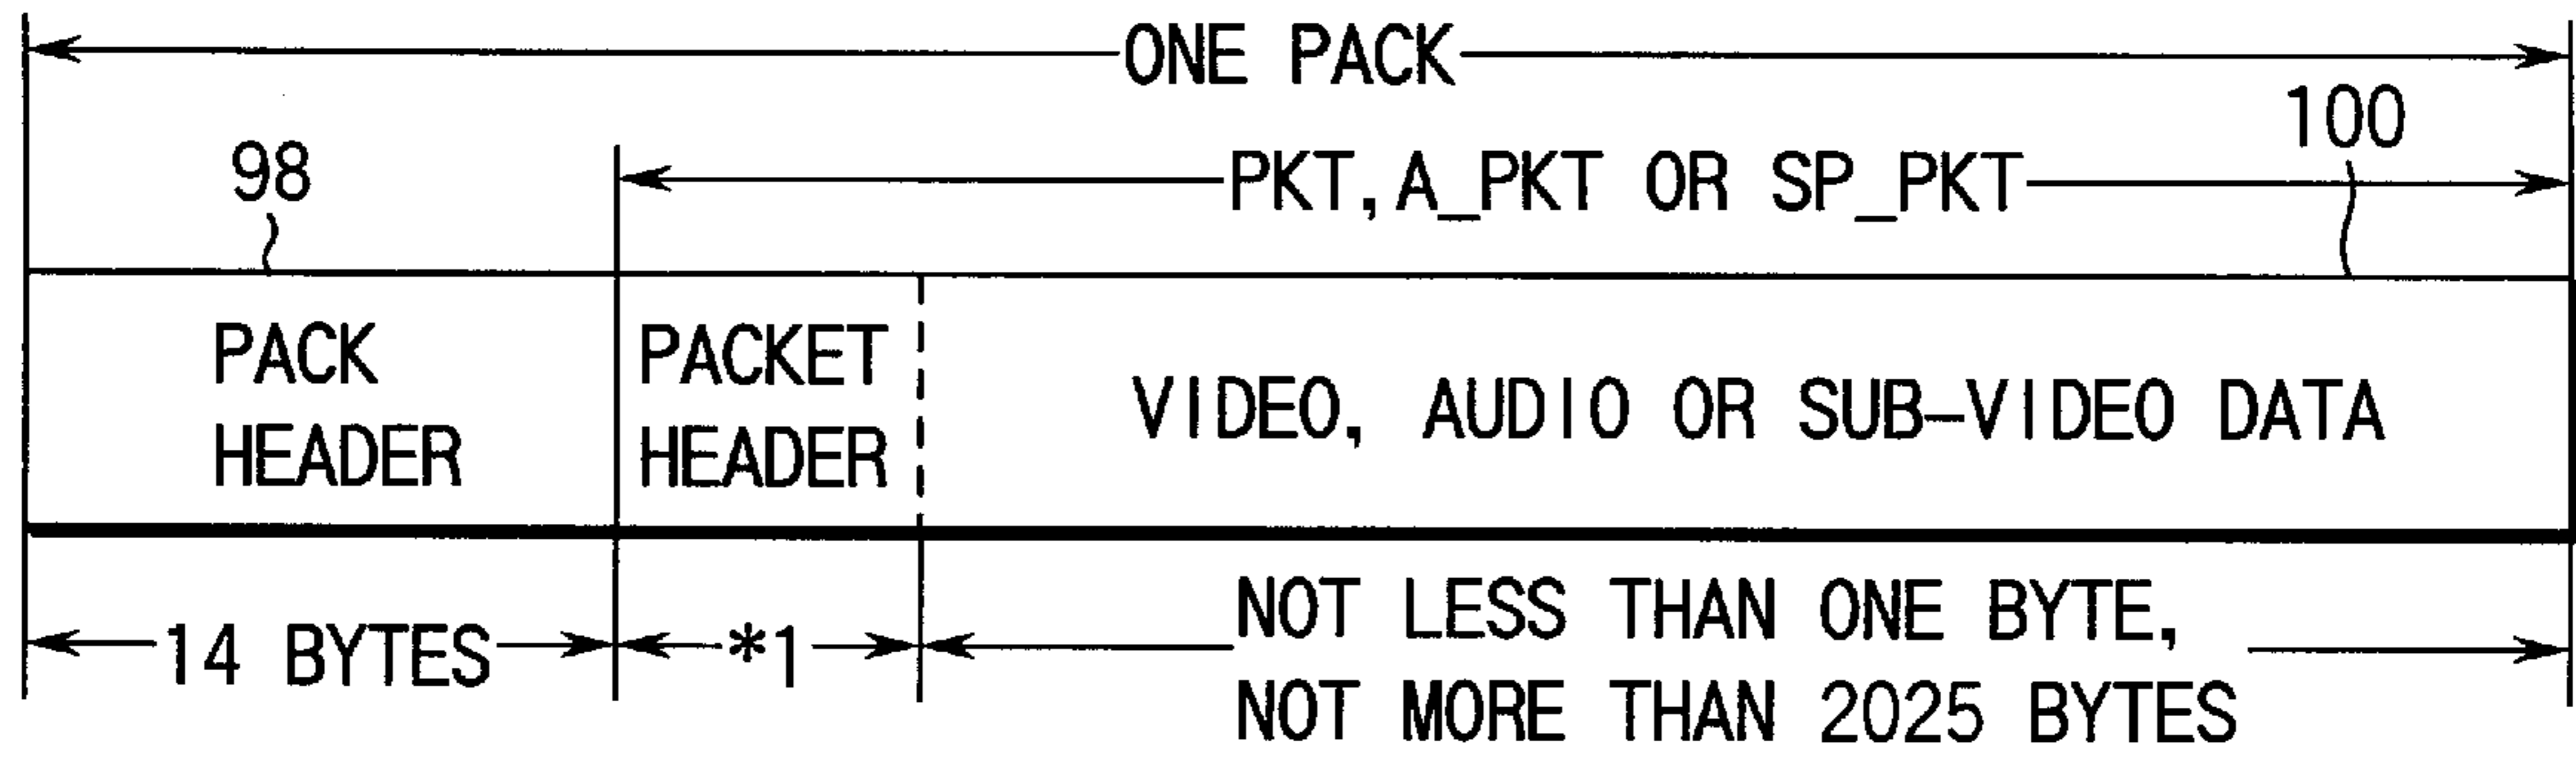 ONE PACK
98
100
PKT, A_PKT OR SP_PKT
PACK
HEADER
PACKET
HEADER
VIDEO, AUDIO OR SUB-VIDEO DATA
14 BYTES
*1
NOT LESS THAN ONE BYTE,
NOT MORE THAN 2025 BYTES